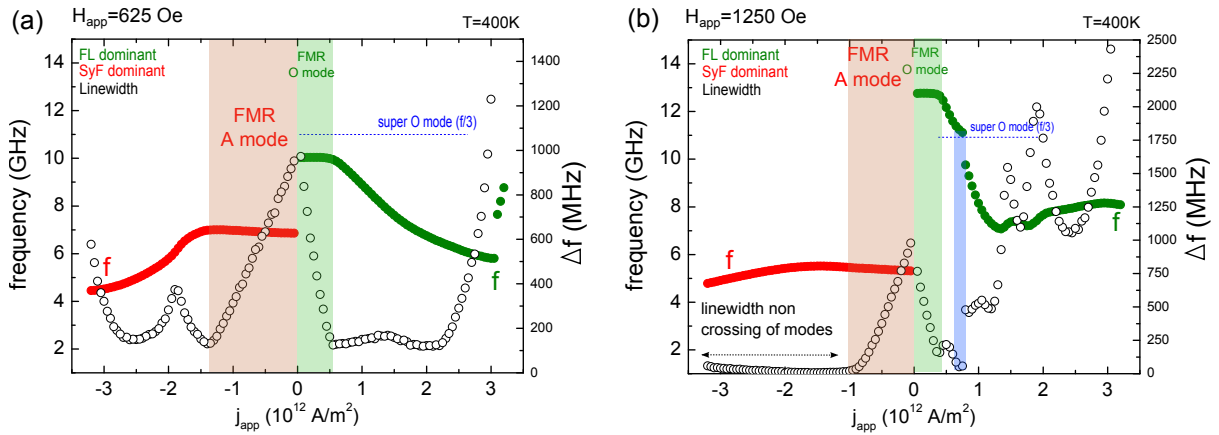 (a)
H_app=625 Oe
T=400K
FL dominant
SyF dominant
Linewidth
FMR
O mode
FMR
A mode
super O mode (f/3)
f
f
frequency (GHz)
14
12
10
8
6
4
2
Δf (MHz)
1400
1200
1000
800
600
400
200
0
-3 -2 -1 0 1 2 3
j_app (10^12 A/m^2)
(b)
H_app=1250 Oe
T=400K
FL dominant
SyF dominant
Linewidth
FMR
A mode
FMR
O mode
super O mode (f/3)
f
f
linewidth non
crossing of modes
frequency (GHz)
14
12
10
8
6
4
2
Δf (MHz)
2500
2250
2000
1750
1500
1250
1000
750
500
250
0
-3 -2 -1 0 1 2 3
j_app (10^12 A/m^2)